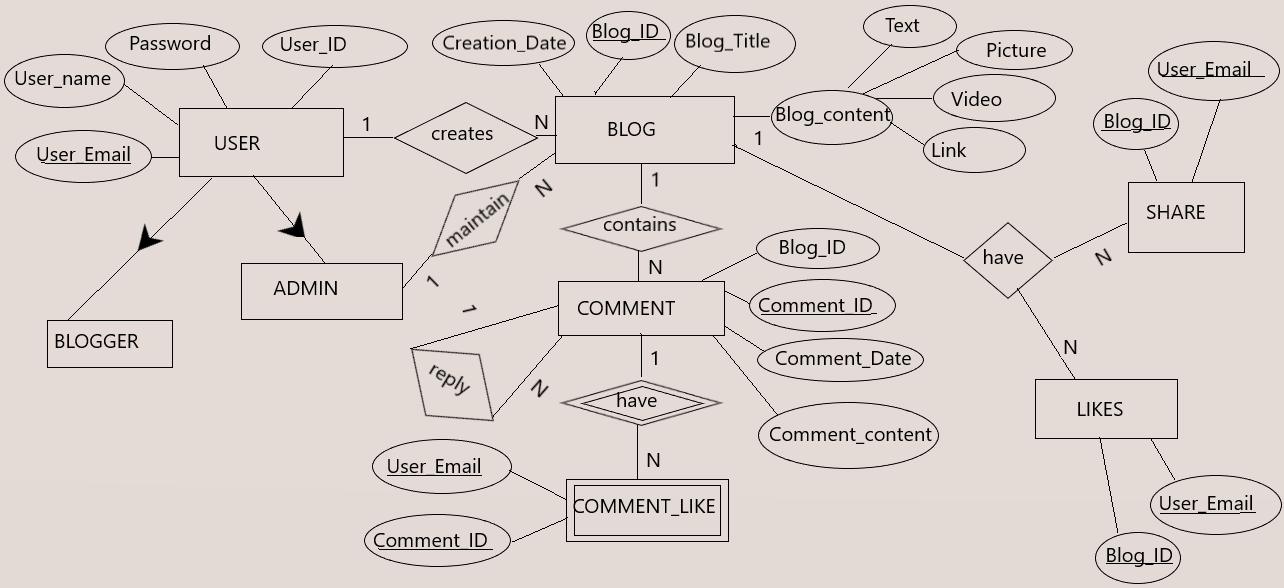 Password
User_ID
User_name
User_Email
USER
1
creates
N
Creation_Date
Blog_ID
Blog_Title
BLOG
Blog_content
Text
Picture
Video
Link
1
User_Email
Blog_ID
SHARE
have
N
N
LIKES
User_Email
Blog_ID
maintain
N
1
ADMIN
BLOGGER
1
contains
N
COMMENT
Blog_ID
Comment_ID
Comment_Date
Comment_content
1
reply
N
1
have
N
COMMENT_LIKE
User_Email
Comment_ID